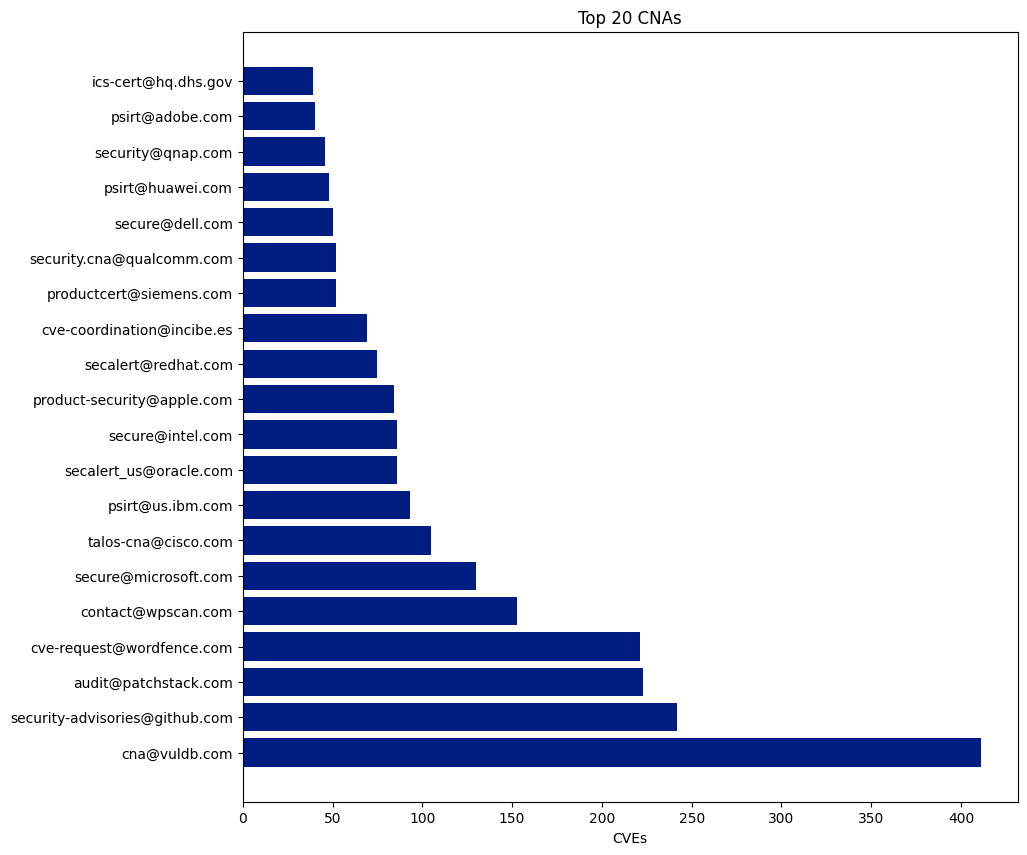 Top 20 CNAs
ics-cert@hq.dhs.gov
psirt@adobe.com
security@qnap.com
psirt@huawei.com
secure@dell.com
security.cna@qualcomm.com
productcert@siemens.com
cve-coordination@incibe.es
secalert@redhat.com
product-security@apple.com
secure@intel.com
secalert_us@oracle.com
psirt@us.ibm.com
talos-cna@cisco.com
secure@microsoft.com
contact@wpscan.com
cve-request@wordfence.com
audit@patchstack.com
security-advisories@github.com
cna@vuldb.com
0 50 100 150 200 250 300 350 400
CVEs